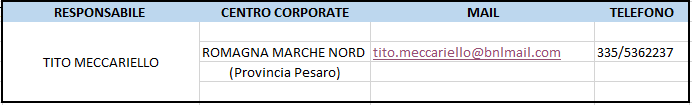 RESPONSABILE CENTRO CORPORATE MAIL TELEFONO
TITO MECCARIELLO ROMAGNA MARCHE NORD tito.meccariello@bnlmail.com 335/5362237
(Provincia Pesaro)